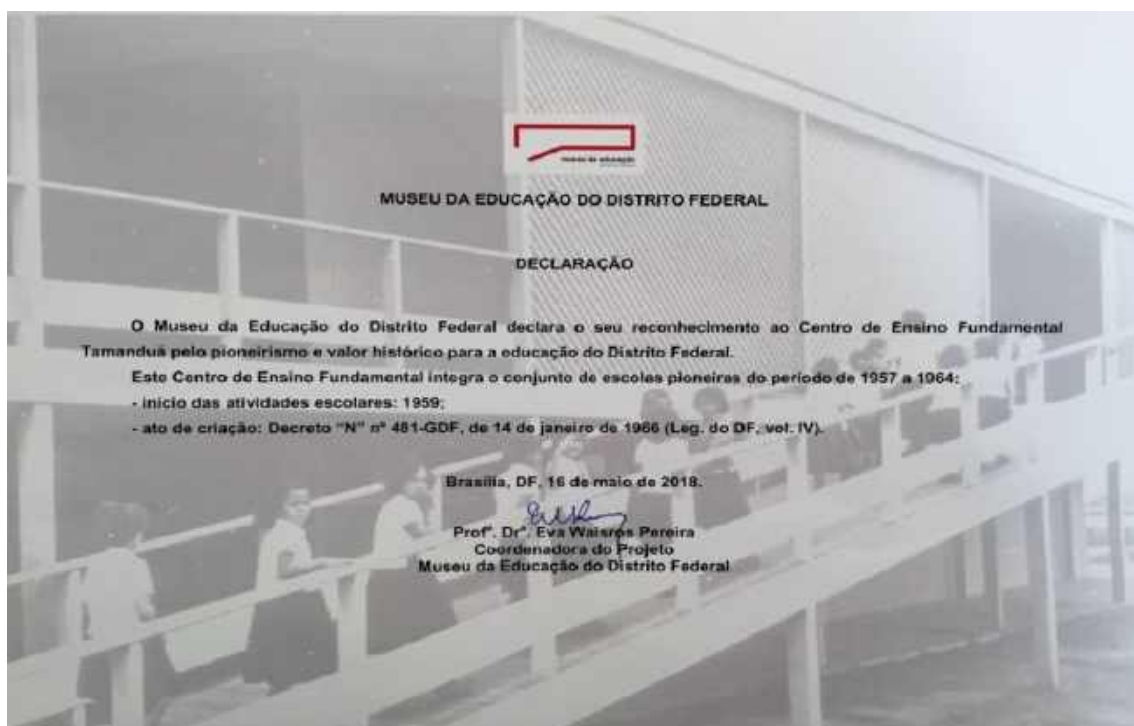 museu da educação
MUSEU DA EDUCAÇÃO DO DISTRITO FEDERAL
DECLARAÇÃO
O Museu da Educação do Distrito Federal declara o seu reconhecimento ao Centro de Ensino Fundamental
Tamanduá pelo pioneirismo e valor histórico para a educação do Distrito Federal.
Este Centro de Ensino Fundamental integra o conjunto de escolas pioneiras do período de 1957 a 1964:
- início das atividades escolares: 1959;
- ato de criação: Decreto "N" nº 481-GDF, de 14 de janeiro de 1966 (Leg. do DF, vol. IV).
Brasília, DF, 16 de maio de 2018.
Profª. Drª. Eva Waisros Pereira
Coordenadora do Projeto
Museu da Educação do Distrito Federal